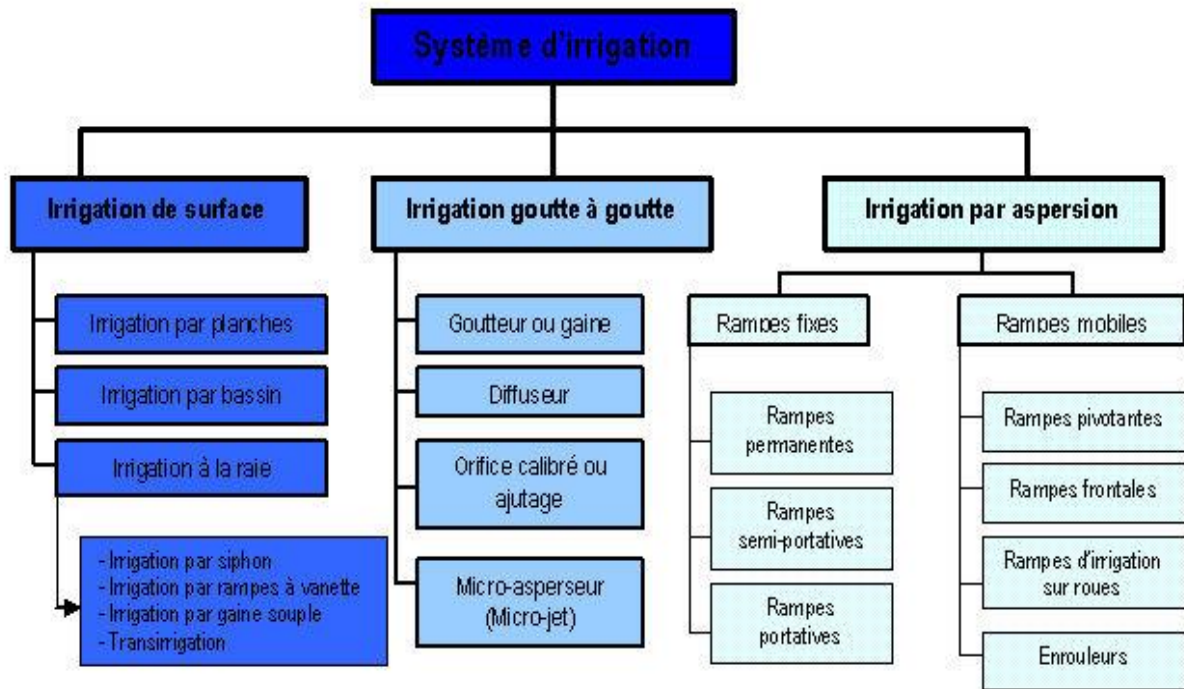 Système d'irrigation
Irrigation de surface
Irrigation par planches
Irrigation par bassin
Irrigation à la raie
- Irrigation par siphon
- Irrigation par rampes à vanette
- Irrigation par gaine souple
- Transirrigation
Irrigation goutte à goutte
Goutteur ou gaine
Diffuseur
Orifice calibré ou
ajutage
Micro-asperseur
(Micro-jet)
Irrigation par aspersion
Rampes fixes
Rampes
permanentes
Rampes
semi-portatives
Rampes
portatives
Rampes mobiles
Rampes pivotantes
Rampes frontales
Rampes d'irrigation
sur roues
Enrouleurs